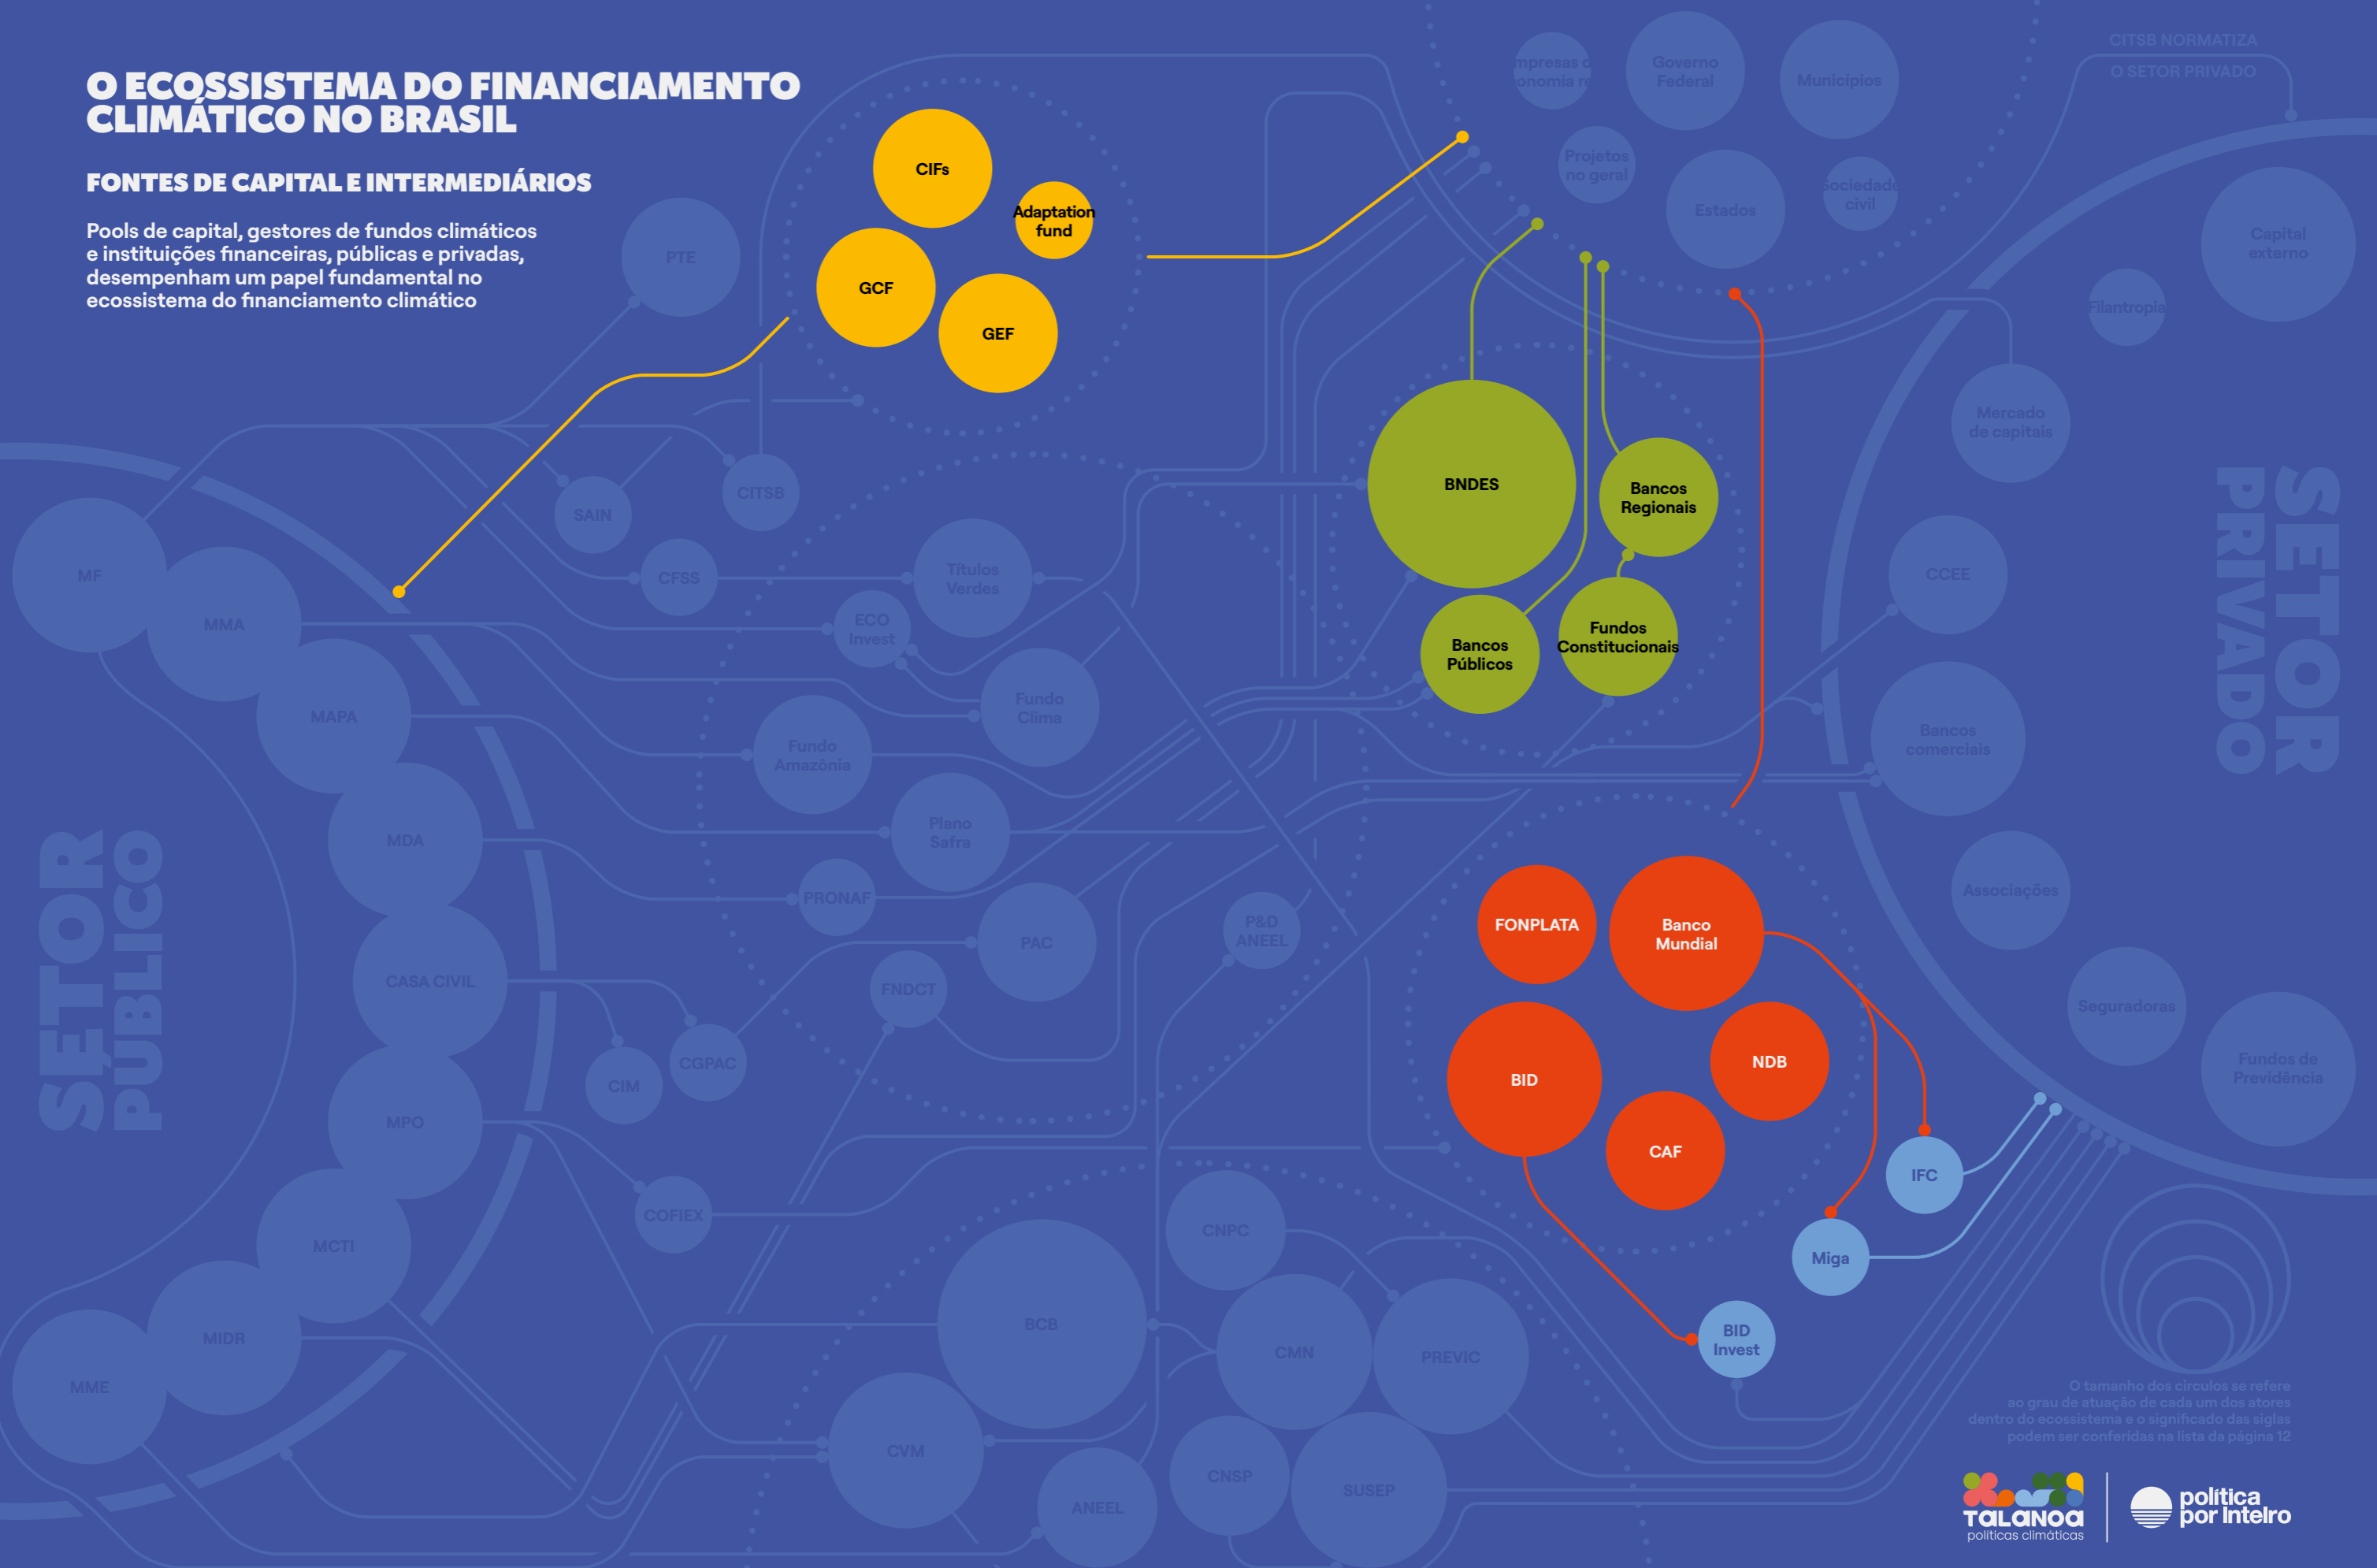 O ECOSSISTEMA DO FINANCIAMENTO
CLIMÁTICO NO BRASIL
FONTES DE CAPITAL E INTERMEDIÁRIOS
Pools de capital, gestores de fundos climáticos
e instituições financeiras, públicas e privadas,
desempenham um papel fundamental no
ecossistema do financiamento climático
CIFs
Adaptation
fund
GCF
GEF
PTE
SAIN
CITSB
CFSS
Títulos
Verdes
ECO
Invest
Fundo
Clima
Fundo
Amazônia
Plano
Safra
PRONAF
PAC
P&D
ANEEL
FNDCT
CGPAC
CIM
COFIEX
SETOR
PÚBLICO
MF
MMA
MAPA
MDA
CASA CIVIL
MPO
MCTI
MIDR
MME
mpresas
onomia re
Governo
Federal
Municípios
Projetos
no geral
Estados
Sociedade
civil
CITSB NORMATIZA
O SETOR PRIVADO
BNDES
Bancos
Regionais
Bancos
Públicos
Fundos
Constitucionais
FONPLATA
Banco
Mundial
BID
NDB
CAF
IFC
Miga
BID
Invest
SETOR
PRIVADO
Capital
externo
Filantropia
Mercado
de capitais
CCEE
Bancos
comerciais
Associações
Seguradoras
Fundos de
Previdência
CNPC
BCB
CMN
PREVIC
CVM
CNSP
SUSEP
ANEEL
O tamanho dos circulos se refere
ao grau de atuação de cada um dos atores
dentro do ecossistema e o significado das siglas
podem ser conferidas na lista da página 12
TALANOA
políticas climáticas
política
por inteiro